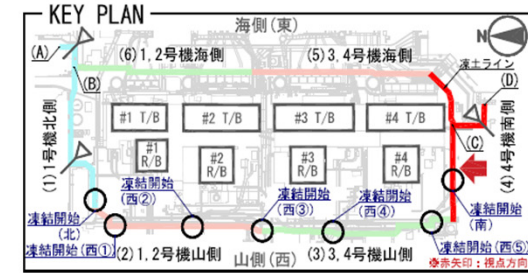 KEY PLAN
海側(東)
N
(A)
(6)1,2号機海側
(5)3,4号機海側
凍土ライン
(B)
(D)
#1 T/B
#2 T/B
#3 T/B
#4 T/B
(C)
(1)1号機北側
#1
R/B
#2
R/B
#3
R/B
#4
R/B
(4)4号機南側
凍結開始
(西②)
凍結開始
(西③)
凍結開始
(西④)
凍結開始
(北)
凍結開始
(南)
凍結開始(西①)
(2)1,2号機山側
(3)3,4号機山側
凍結開始(西⑤)
山側(西)
※赤矢印:視点方向